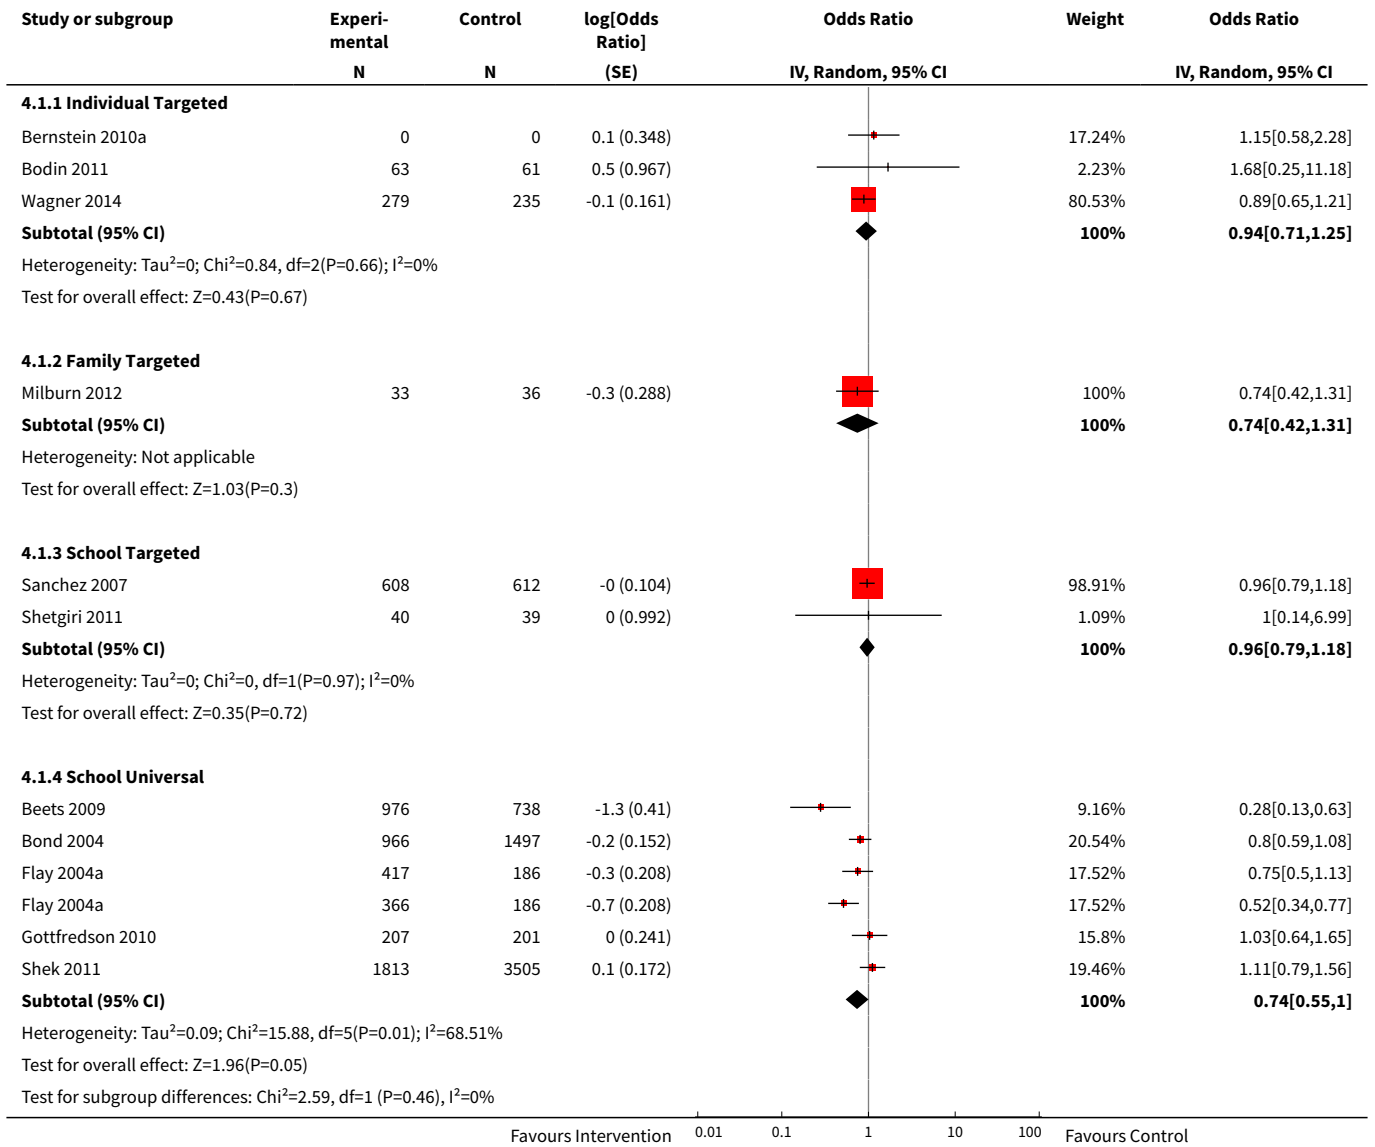 Study or subgroup Experi- Control log[Odds Odds Ratio Weight Odds Ratio
mental Ratio]
N N (SE) IV, Random, 95% CI IV, Random, 95% CI
4.1.1 Individual Targeted
Bernstein 2010a 0 0 0.1 (0.348) 17.24% 1.15[0.58,2.28]
Bodin 2011 63 61 0.5 (0.967) 2.23% 1.68[0.25,11.18]
Wagner 2014 279 235 -0.1 (0.161) 80.53% 0.89[0.65,1.21]
Subtotal (95% CI) 100% 0.94[0.71,1.25]
Heterogeneity: Tau²=0; Chi²=0.84, df=2(P=0.66); I²=0%
Test for overall effect: Z=0.43(P=0.67)
4.1.2 Family Targeted
Milburn 2012 33 36 -0.3 (0.288) 100% 0.74[0.42,1.31]
Subtotal (95% CI) 100% 0.74[0.42,1.31]
Heterogeneity: Not applicable
Test for overall effect: Z=1.03(P=0.3)
4.1.3 School Targeted
Sanchez 2007 608 612 -0 (0.104) 98.91% 0.96[0.79,1.18]
Shetgiri 2011 40 39 0 (0.992) 1.09% 1[0.14,6.99]
Subtotal (95% CI) 100% 0.96[0.79,1.18]
Heterogeneity: Tau²=0; Chi²=0, df=1(P=0.97); I²=0%
Test for overall effect: Z=0.35(P=0.72)
4.1.4 School Universal
Beets 2009 976 738 -1.3 (0.41) 9.16% 0.28[0.13,0.63]
Bond 2004 966 1497 -0.2 (0.152) 20.54% 0.8[0.59,1.08]
Flay 2004a 417 186 -0.3 (0.208) 17.52% 0.75[0.5,1.13]
Flay 2004a 366 186 -0.7 (0.208) 17.52% 0.52[0.34,0.77]
Gottfredson 2010 207 201 0 (0.241) 15.8% 1.03[0.64,1.65]
Shek 2011 1813 3505 0.1 (0.172) 19.46% 1.11[0.79,1.56]
Subtotal (95% CI) 100% 0.74[0.55,1]
Heterogeneity: Tau²=0.09; Chi²=15.88, df=5(P=0.01); I²=68.51%
Test for overall effect: Z=1.96(P=0.05)
Test for subgroup differences: Chi²=2.59, df=1 (P=0.46), I²=0%
Favours Intervention 0.01 0.1 1 10 100 Favours Control